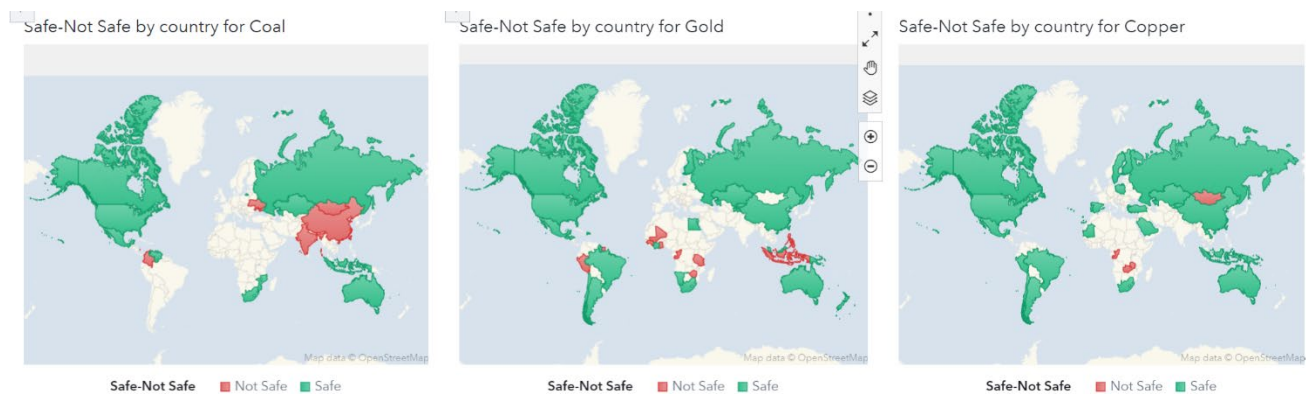 Safe-Not Safe by country for Coal
Safe-Not Safe by country for Gold
Safe-Not Safe by country for Copper
Map data © OpenStreetMap
Map data © OpenStreetMap
Map data © OpenStreetMap
Safe-Not Safe Not Safe Safe
Safe-Not Safe Not Safe Safe
Safe-Not Safe Not Safe Safe